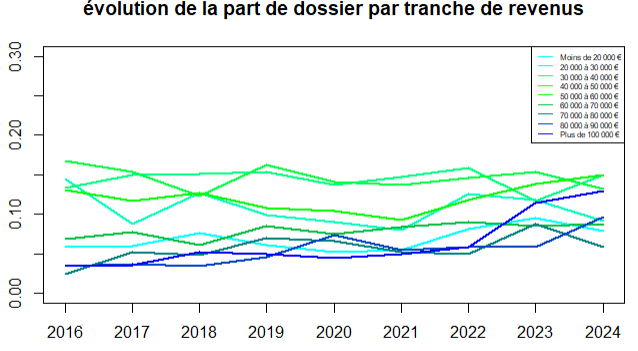 évolution de la part de dossier par tranche de revenus
0.30
0.20
0.10
0.00
Moins de 20 000 €
20 000 à 30 000 €
30 000 à 40 000 €
40 000 à 50 000 €
50 000 à 60 000 €
60 000 à 70 000 €
70 000 à 80 000 €
80 000 à 90 000 €
Plus de 100 000 €
2016 2017 2018 2019 2020 2021 2022 2023 2024